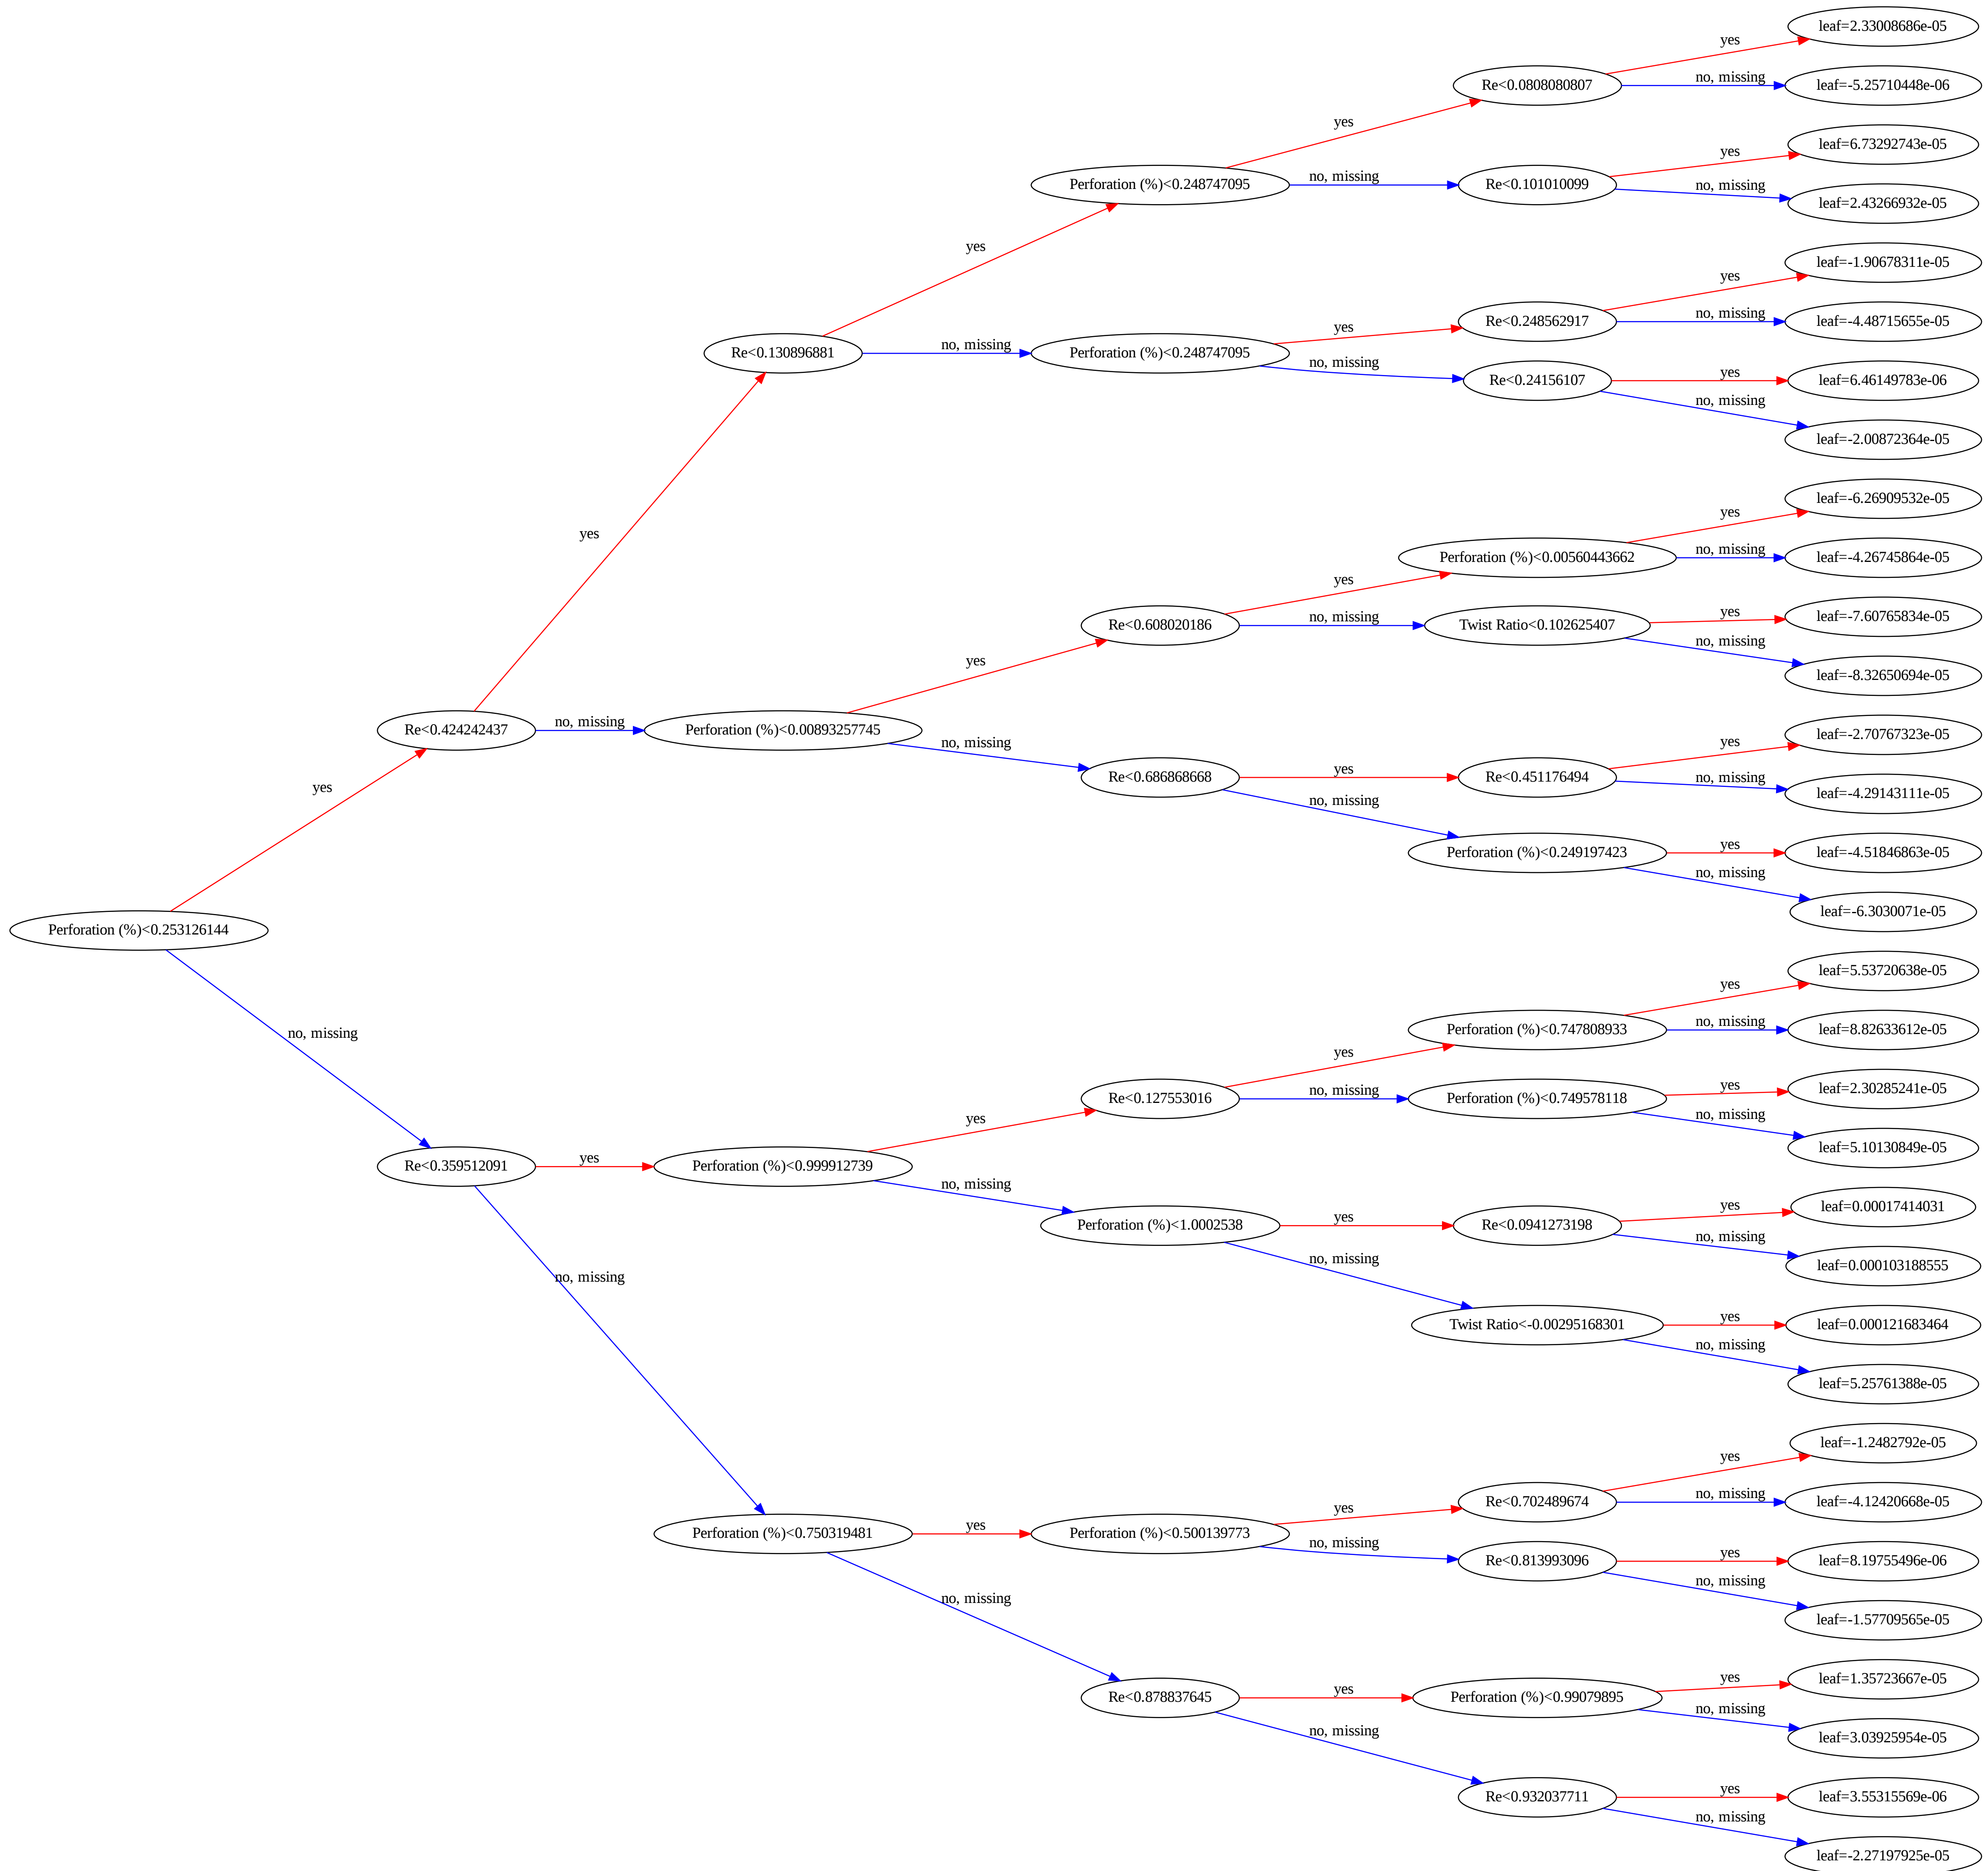 leaf=2.33008686e-05
yes
Re<0.0808080807
no, missing
leaf=-5.25710448e-06
yes
leaf=6.73292743e-05
yes
Perforation (%)<0.248747095
no, missing
Re<0.101010099
no, missing
leaf=2.43266932e-05
yes
leaf=-1.90678311e-05
yes
Re<0.248562917
no, missing
leaf=-4.48715655e-05
yes
Re<0.130896881
no, missing
Perforation (%)<0.248747095
no, missing
Re<0.24156107
yes
leaf=6.46149783e-06
no, missing
leaf=-2.00872364e-05
yes
leaf=-6.26909532e-05
yes
Perforation (%)<0.00560443662
no, missing
leaf=-4.26745864e-05
yes
Re<0.608020186
no, missing
Twist Ratio<0.102625407
yes
leaf=-7.60765834e-05
no, missing
leaf=-8.32650694e-05
yes
Re<0.424242437
no, missing
Perforation (%)<0.00893257745
no, missing
leaf=-2.70767323e-05
yes
Re<0.686868668
yes
Re<0.451176494
no, missing
leaf=-4.29143111e-05
yes
no, missing
Perforation (%)<0.249197423
yes
leaf=-4.51846863e-05
no, missing
leaf=-6.3030071e-05
Perforation (%)<0.253126144
no, missing
leaf=5.53720638e-05
yes
Perforation (%)<0.747808933
no, missing
leaf=8.82633612e-05
yes
Re<0.127553016
no, missing
Perforation (%)<0.749578118
yes
leaf=2.30285241e-05
no, missing
leaf=5.10130849e-05
yes
Re<0.359512091
yes
Perforation (%)<0.999912739
no, missing
Perforation (%)<1.0002538
yes
Re<0.0941273198
yes
leaf=0.00017414031
no, missing
leaf=0.000103188555
no, missing
Twist Ratio<-0.00295168301
yes
leaf=0.000121683464
no, missing
leaf=5.25761388e-05
no, missing
leaf=-1.2482792e-05
yes
Re<0.702489674
no, missing
leaf=-4.12420668e-05
yes
Perforation (%)<0.750319481
yes
Perforation (%)<0.500139773
no, missing
Re<0.813993096
yes
leaf=8.19755496e-06
no, missing
leaf=-1.57709565e-05
no, missing
Re<0.878837645
yes
Perforation (%)<0.99079895
yes
leaf=1.35723667e-05
no, missing
leaf=3.03925954e-05
no, missing
Re<0.932037711
yes
leaf=3.55315569e-06
no, missing
leaf=-2.27197925e-05